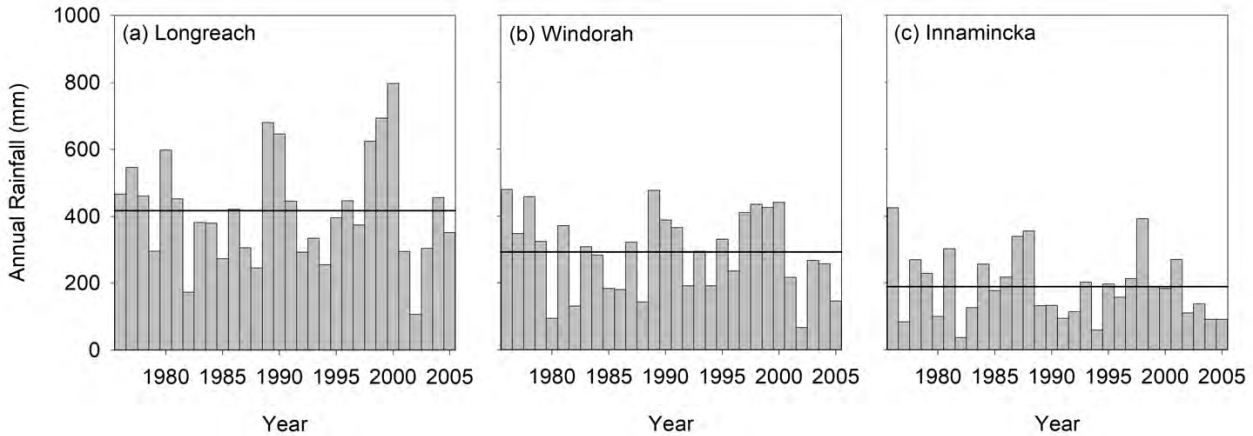 1000
800
600
400
200
0
Annual Rainfall (mm)
(a) Longreach
(b) Windorah
(c) Innamincka
1980 1985 1990 1995 2000 2005
1980 1985 1990 1995 2000 2005
1980 1985 1990 1995 2000 2005
Year
Year
Year